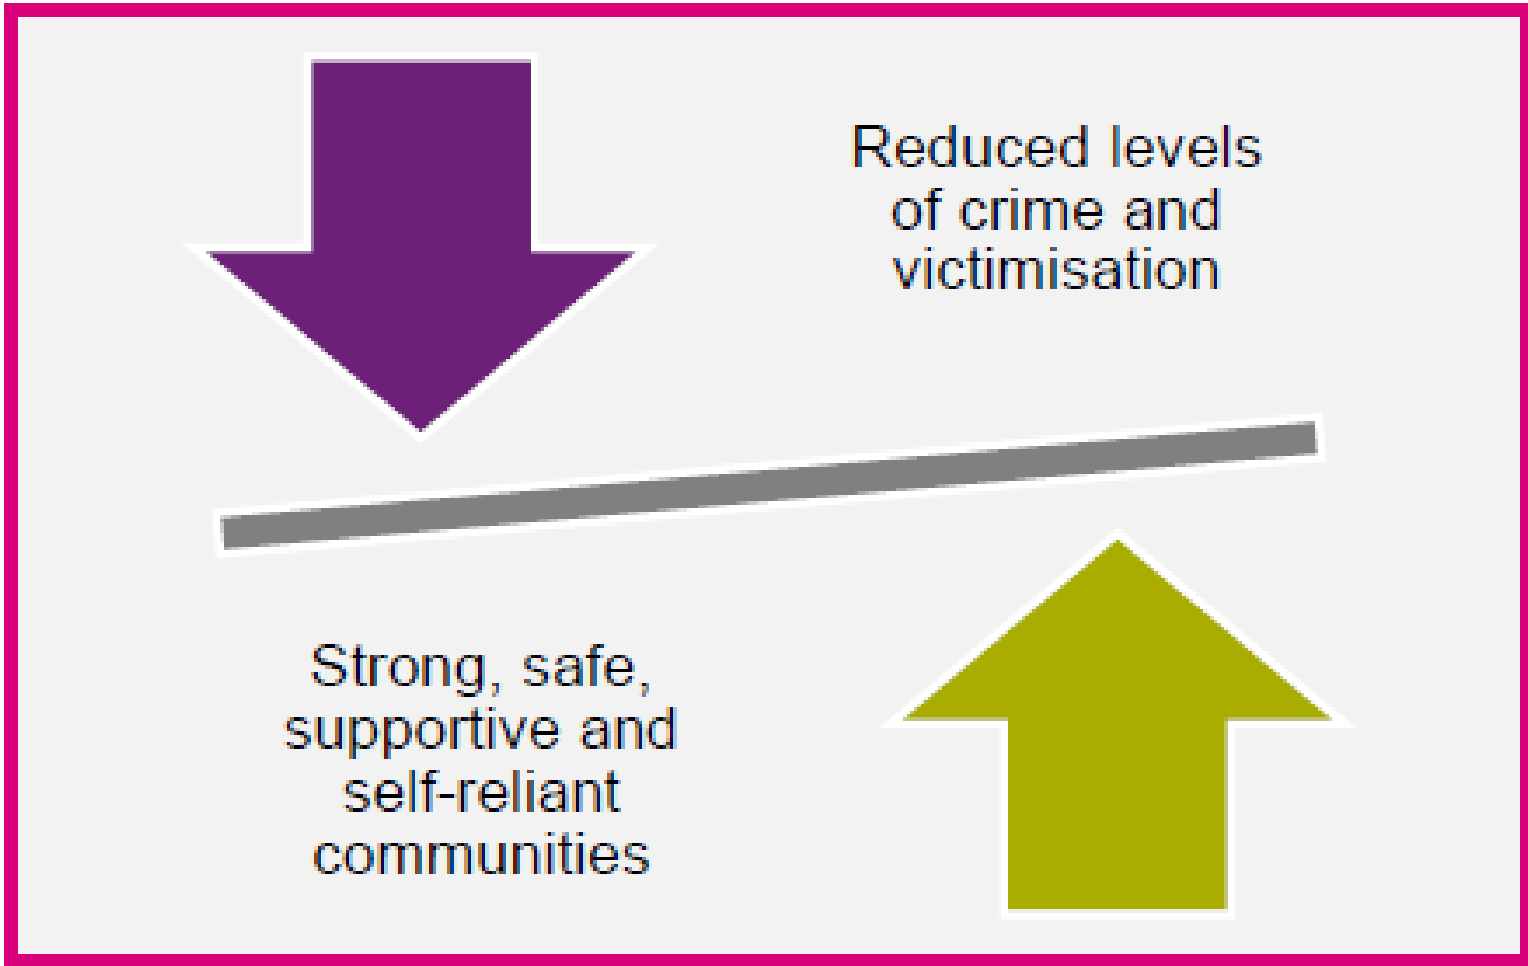 Reduced levels
of crime and
victimisation
Strong, safe,
supportive and
self-reliant
communities